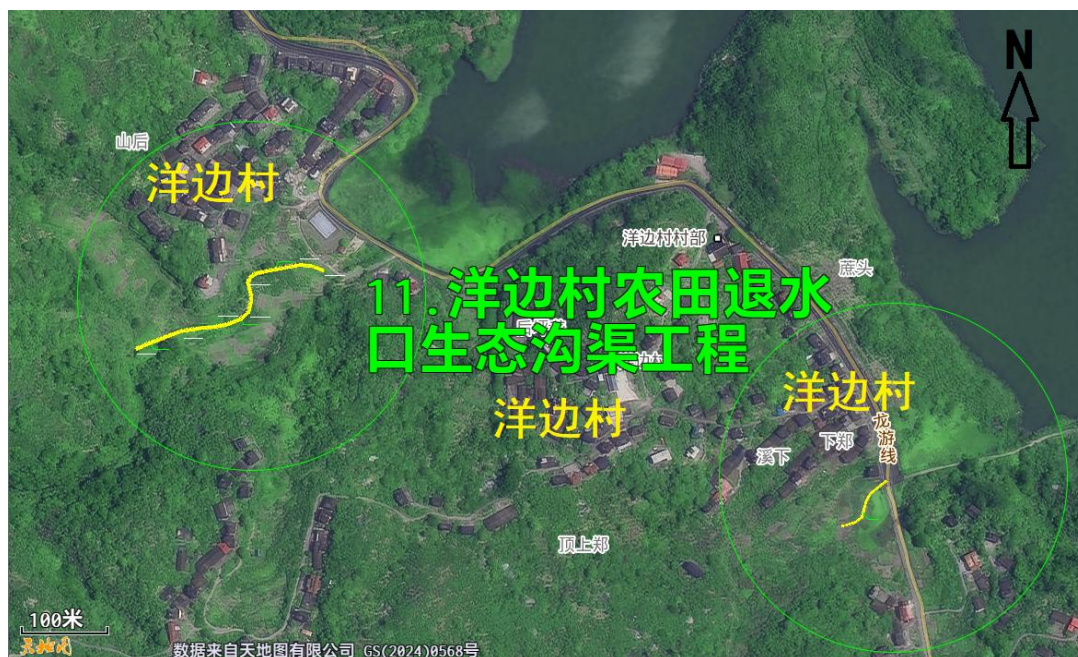 N
山后
洋边村
洋边村村部
蔗头
11.洋边村农田退水
口生态沟渠工程
洋边村
洋边村
龙游线
下郑
溪下
顶上郑
100米
天地图
数据来自天地图有限公司 GS(2024)0568号